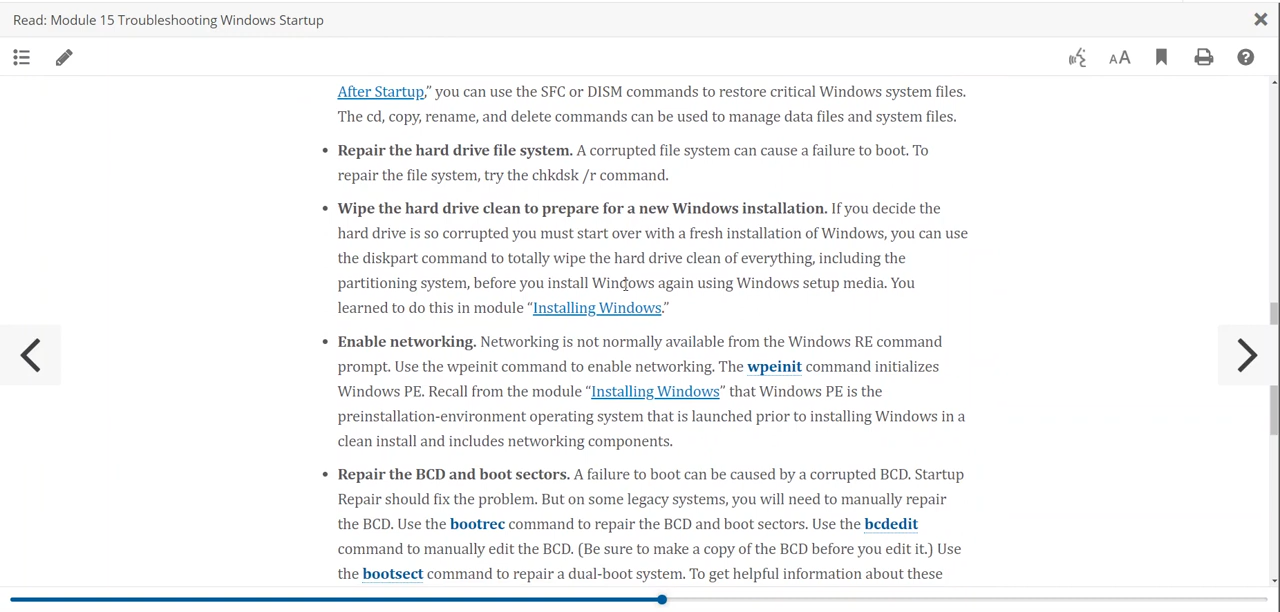 Read: Module 15 Troubleshooting Windows Startup
AA
After Startup,” you can use the SFC or DISM commands to restore critical Windows system files.
The cd, copy, rename, and delete commands can be used to manage data files and system files.
• Repair the hard drive file system. A corrupted file system can cause a failure to boot. To
repair the file system, try the chkdsk /r command.
• Wipe the hard drive clean to prepare for a new Windows installation. If you decide the
hard drive is so corrupted you must start over with a fresh installation of Windows, you can use
the diskpart command to totally wipe the hard drive clean of everything, including the
partitioning system, before you install Windows again using Windows setup media. You
learned to do this in module “Installing Windows.”
• Enable networking. Networking is not normally available from the Windows RE command
prompt. Use the wpeinit command to enable networking. The wpeinit command initializes
Windows PE. Recall from the module “Installing Windows” that Windows PE is the
preinstallation-environment operating system that is launched prior to installing Windows in a
clean install and includes networking components.
• Repair the BCD and boot sectors. A failure to boot can be caused by a corrupted BCD. Startup
Repair should fix the problem. But on some legacy systems, you will need to manually repair
the BCD. Use the bootrec command to repair the BCD and boot sectors. Use the bcdedit
command to manually edit the BCD. (Be sure to make a copy of the BCD before you edit it.) Use
the bootsect command to repair a dual-boot system. To get helpful information about these